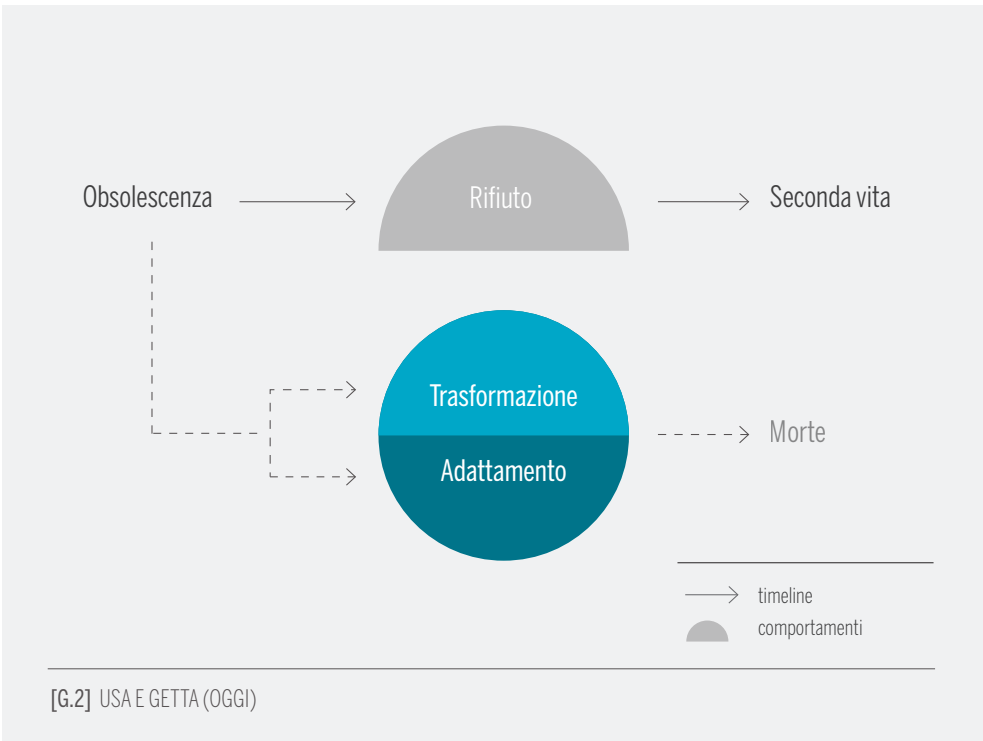 Obsolescenza
Rifiuto
Seconda vita
Trasformazione
Adattamento
Morte
timeline
comportamenti
[G.2] USA E GETTA (OGGI)